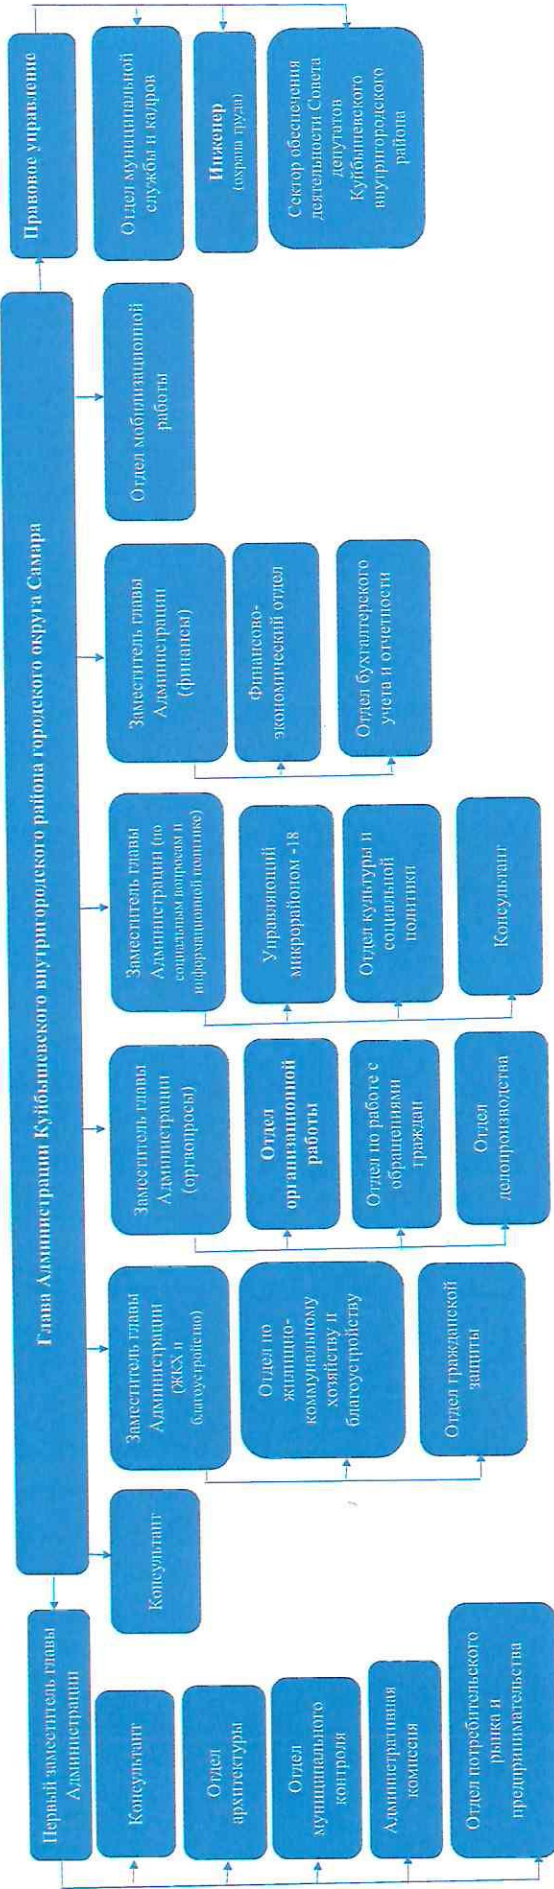 Глава Администрации Куйбышевского внутригородского района городского округа Самара
Первый заместитель главы
Администрации
Консультант
Отдел
архитектуры
Отдел
муниципального
контроля
Административная
комиссия
Отдел потребительского
рынка и
предпринимательства
Консультант
Заместитель главы
Администрации
(ЖКХ и
благоустройство)
Отдел по
жилищно-
коммунальному
хозяйству и
благоустройству
Отдел гражданской
защиты
Заместитель главы
Администрации
(оргвопросы)
Отдел
организационной
работы
Отдел по работе с
обращениями
граждан
Отдел
делопроизводства
Заместитель главы
Администрации (по
социальным вопросам и
информационной политике)
Управляющий
микрорайоном -18
Отдел культуры и
социальной
политики
Консультант
Заместитель главы
Администрации
(финансы)
Финансово-
экономический отдел
Отдел бухгалтерского
учета и отчетности
Отдел мобилизационной
работы
Правовое управление
Отдел муниципальной
службы и кадров
Инженер
(охрана труда)
Сектор обеспечения
деятельности Совета
депутатов
Куйбышевского
внутригородского
района